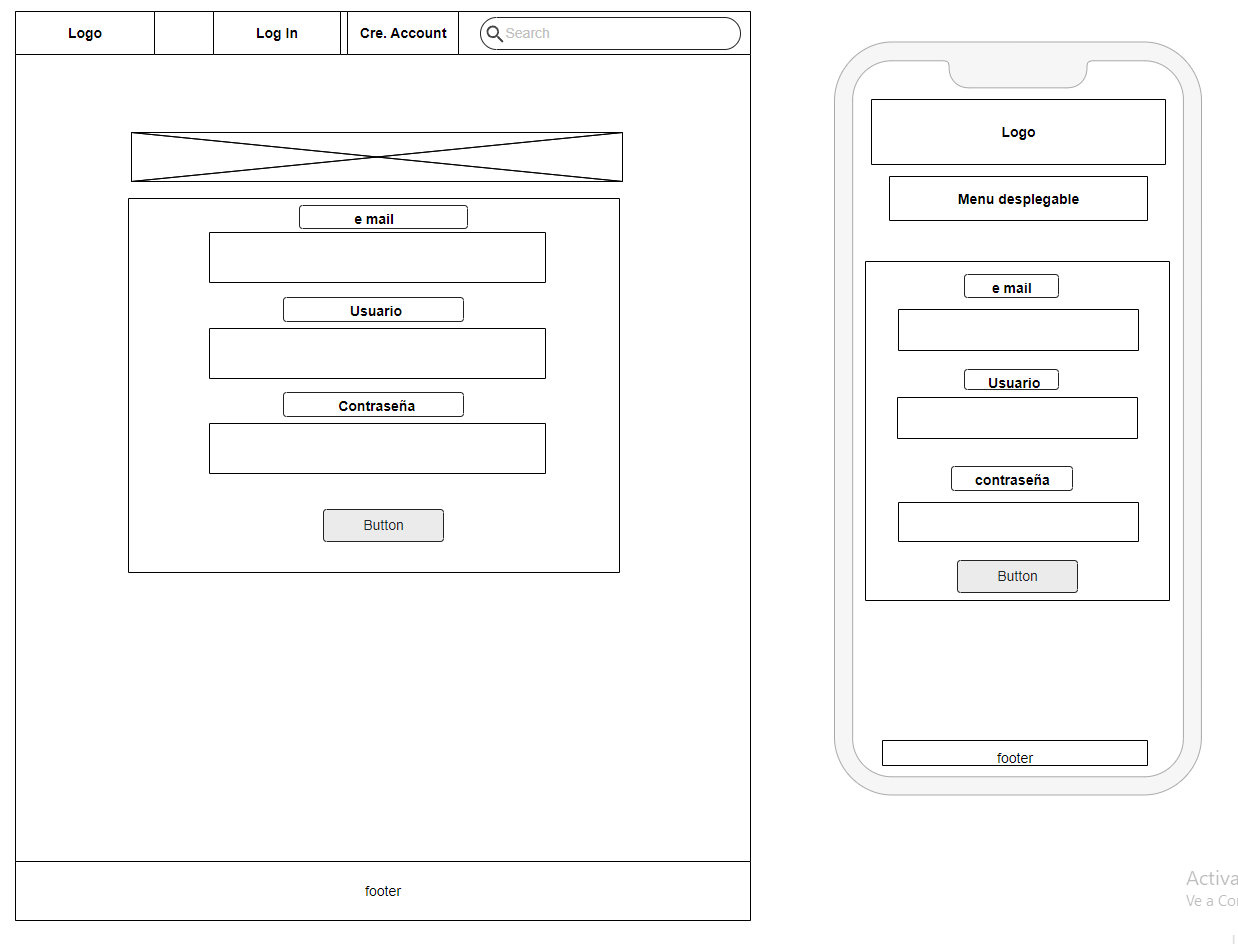 Logo
Log In
Cre. Account
Search
e mail
Usuario
Contraseña
Button
footer
Logo
Menu desplegable
e mail
Usuario
contraseña
Button
footer
Activa
Ve a Co